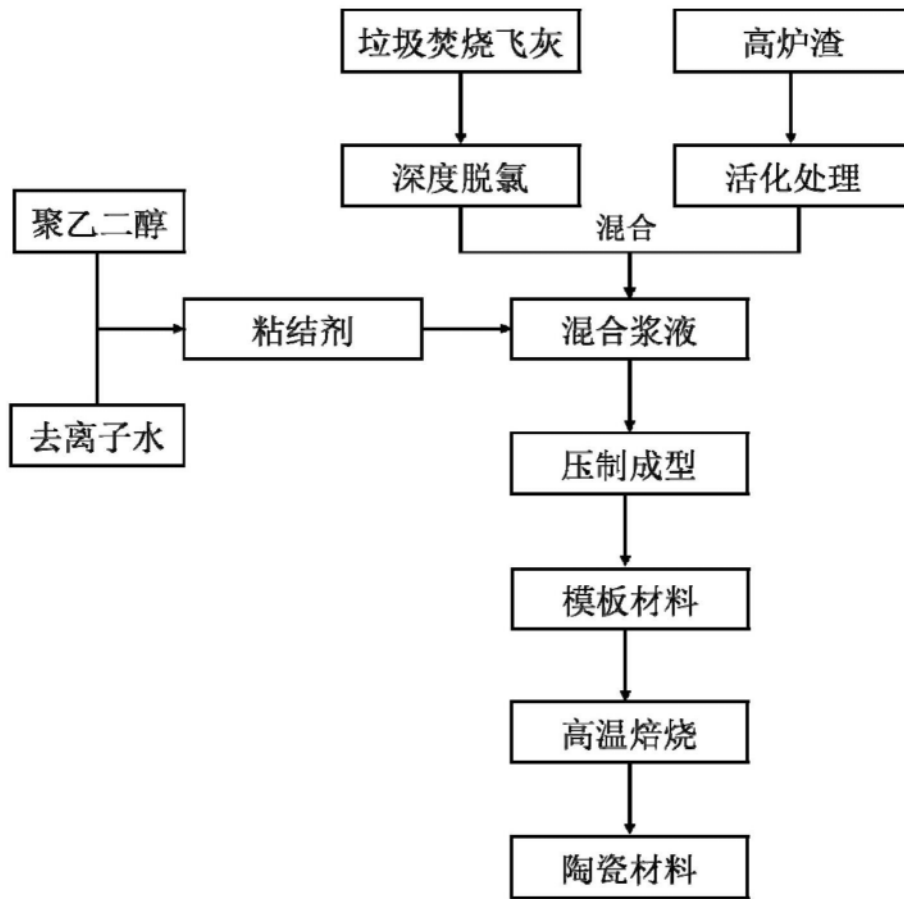 垃圾焚烧飞灰
高炉渣
深度脱氯
活化处理
聚乙二醇
混合
粘结剂
混合浆液
去离子水
压制成型
模板材料
高温焙烧
陶瓷材料